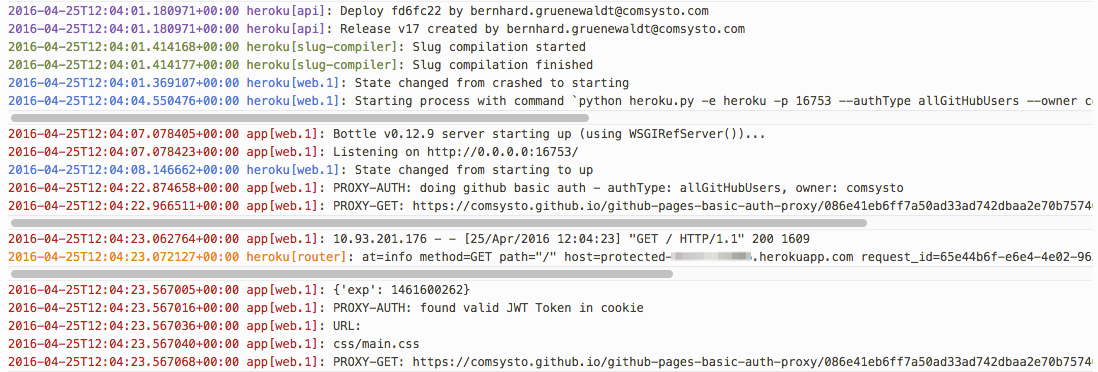 2016-04-25T12:04:01.180971+00:00 heroku[api]: Deploy fd6fc22 by bernhard.gruenewaldt@comsysto.com
2016-04-25T12:04:01.180971+00:00 heroku[api]: Release v17 created by bernhard.gruenewaldt@comsysto.com
2016-04-25T12:04:01.414168+00:00 heroku[slug-compiler]: Slug compilation started
2016-04-25T12:04:01.414177+00:00 heroku[slug-compiler]: Slug compilation finished
2016-04-25T12:04:01.369107+00:00 heroku[web.1]: State changed from crashed to starting
2016-04-25T12:04:04.550476+00:00 heroku[web.1]: Starting process with command `python heroku.py -e heroku -p 16753 --authType allGitHubUsers --owner c
2016-04-25T12:04:07.078405+00:00 app[web.1]: Bottle v0.12.9 server starting up (using WSGIRefServer())...
2016-04-25T12:04:07.078423+00:00 app[web.1]: Listening on http://0.0.0.0:16753/
2016-04-25T12:04:08.146662+00:00 heroku[web.1]: State changed from starting to up
2016-04-25T12:04:22.874658+00:00 app[web.1]: PROXY-AUTH: doing github basic auth - authType: allGitHubUsers, owner: comsysto
2016-04-25T12:04:22.966511+00:00 app[web.1]: PROXY-GET: https://comsysto.github.io/github-pages-basic-auth-proxy/086e41eb6ff7a50ad33ad742dbaa2e70b75740
2016-04-25T12:04:23.062764+00:00 app[web.1]: 10.93.201.176 - - [25/Apr/2016 12:04:23] "GET / HTTP/1.1" 200 1609
2016-04-25T12:04:23.072127+00:00 heroku[router]: at=info method=GET path="/" host=protected- .herokuapp.com request_id=65e44b6f-e6e4-4e02-96
2016-04-25T12:04:23.567005+00:00 app[web.1]: {'exp': 1461600262}
2016-04-25T12:04:23.567015+00:00 app[web.1]: PROXY-AUTH: found valid JWT Token in cookie
2016-04-25T12:04:23.567036+00:00 app[web.1]: URL:
2016-04-25T12:04:23.567040+00:00 app[web.1]: css/main.css
2016-04-25T12:04:23.567068+00:00 app[web.1]: PROXY-GET: https://comsysto.github.io/github-pages-basic-auth-proxy/086e41eb6ff7a50ad33ad742dbaa2e70b75740